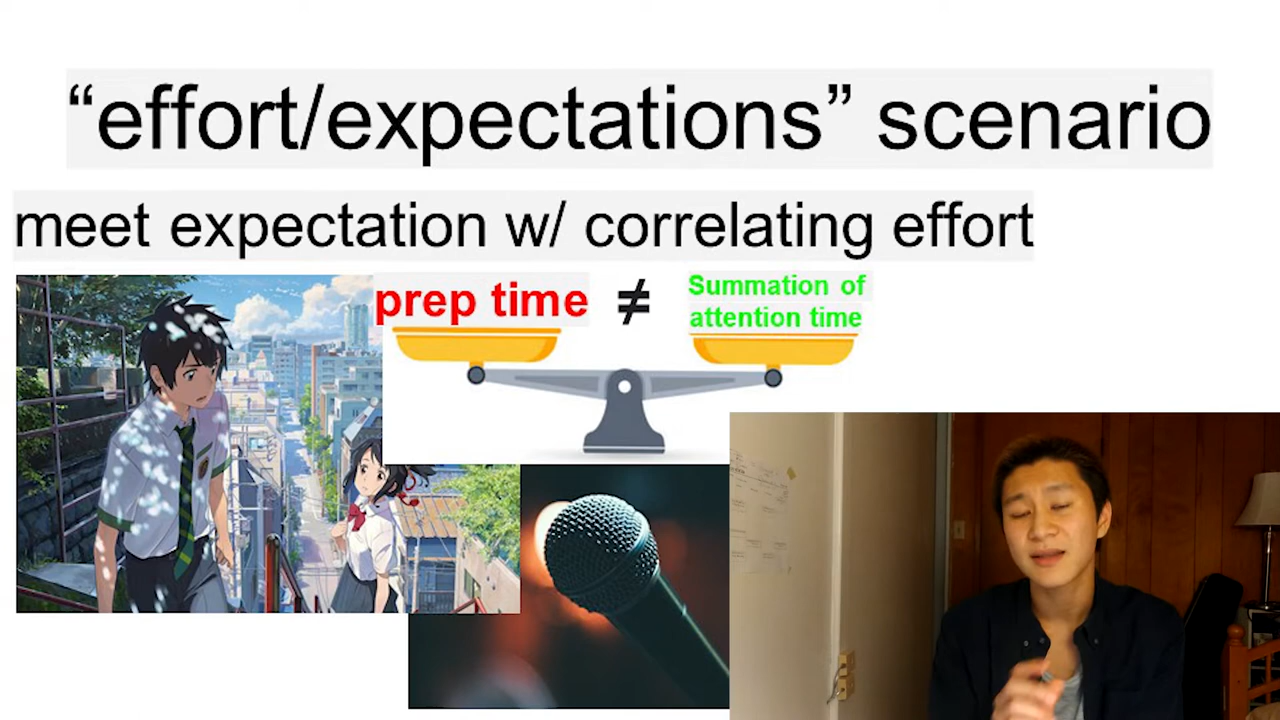 “effort/expectations” scenario
meet expectation w/ correlating effort
prep time ≠ Summation of
attention time